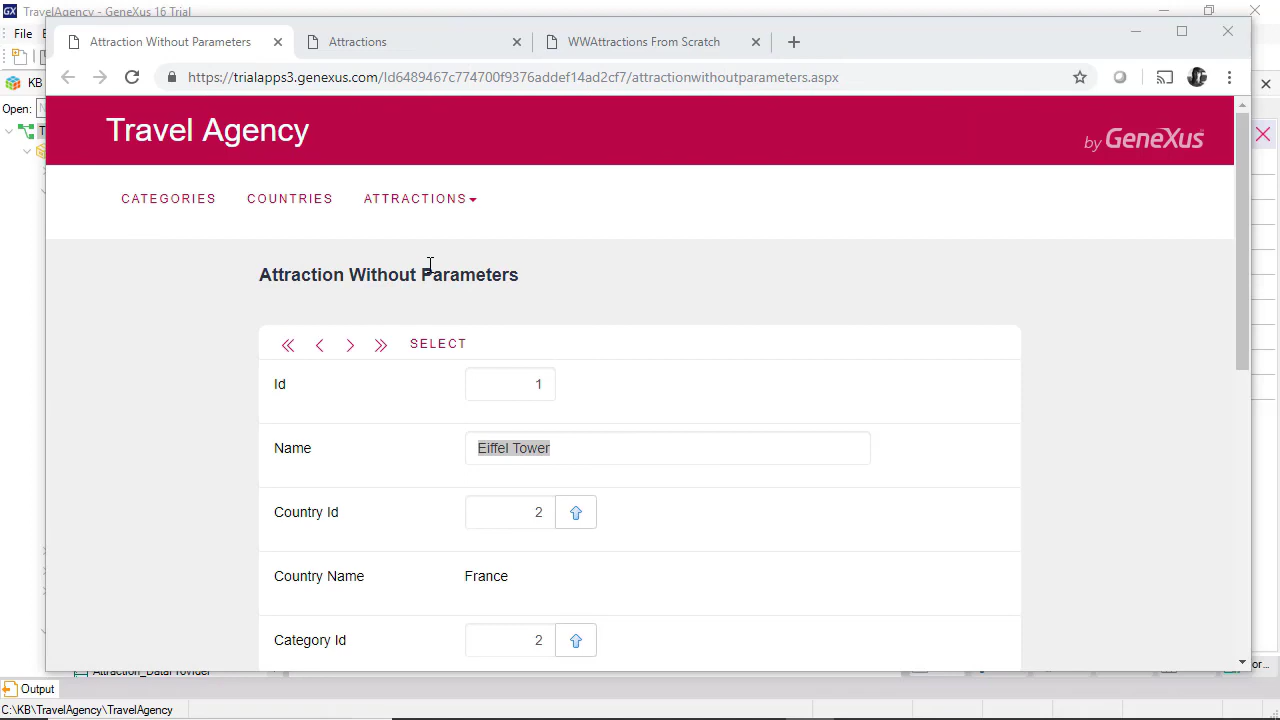 TravelAgency - GeneXus 16 Trial
File
Attraction Without Parameters
Attractions
WWAttractions From Scratch
KB
https://trialapps3.genexus.com/Id6489467c774700f9376addef14ad2cf7/attractionwithoutparameters.aspx
Open:
Travel Agency
by GeneXus
CATEGORIES
COUNTRIES
ATTRACTIONS
Attraction Without Parameters
SELECT
Id
1
Name
Eiffel Tower
Country Id
2
Country Name
France
Category Id
2
Attraction_DataProvider
or...
Output
C:\KB\TravelAgency\TravelAgency